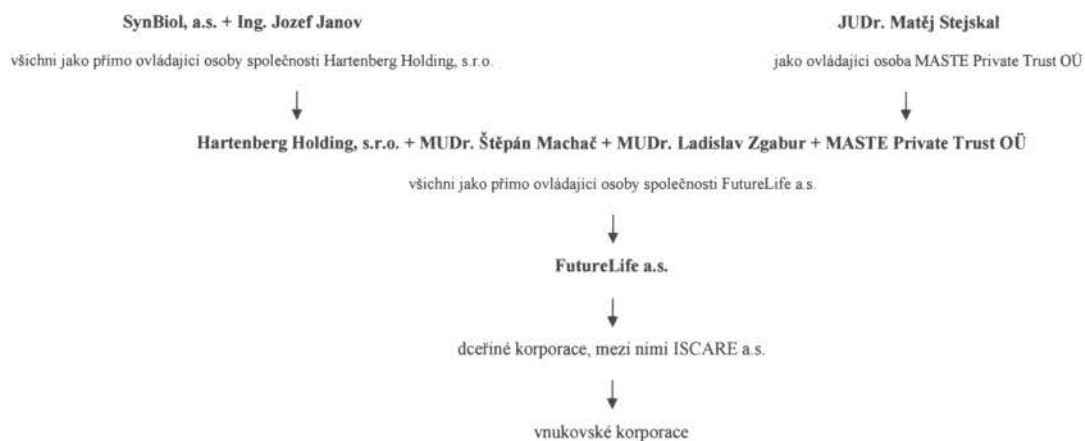 SynBiol, a.s. + Ing. Jozef Janov
JUDr. Matěj Stejskal
všichni jako přímo ovládající osoby společnosti Hartenberg Holding, s.r.o.
jako ovládající osoba MASTE Private Trust OÜ
Hartenberg Holding, s.r.o. + MUDr. Štěpán Machač + MUDr. Ladislav Zgabur + MASTE Private Trust OÜ
všichni jako přímo ovládající osoby společnosti FutureLife a.s.
FutureLife a.s.
dceřiné korporace, mezi nimi ISCARE a.s.
vnukovské korporace